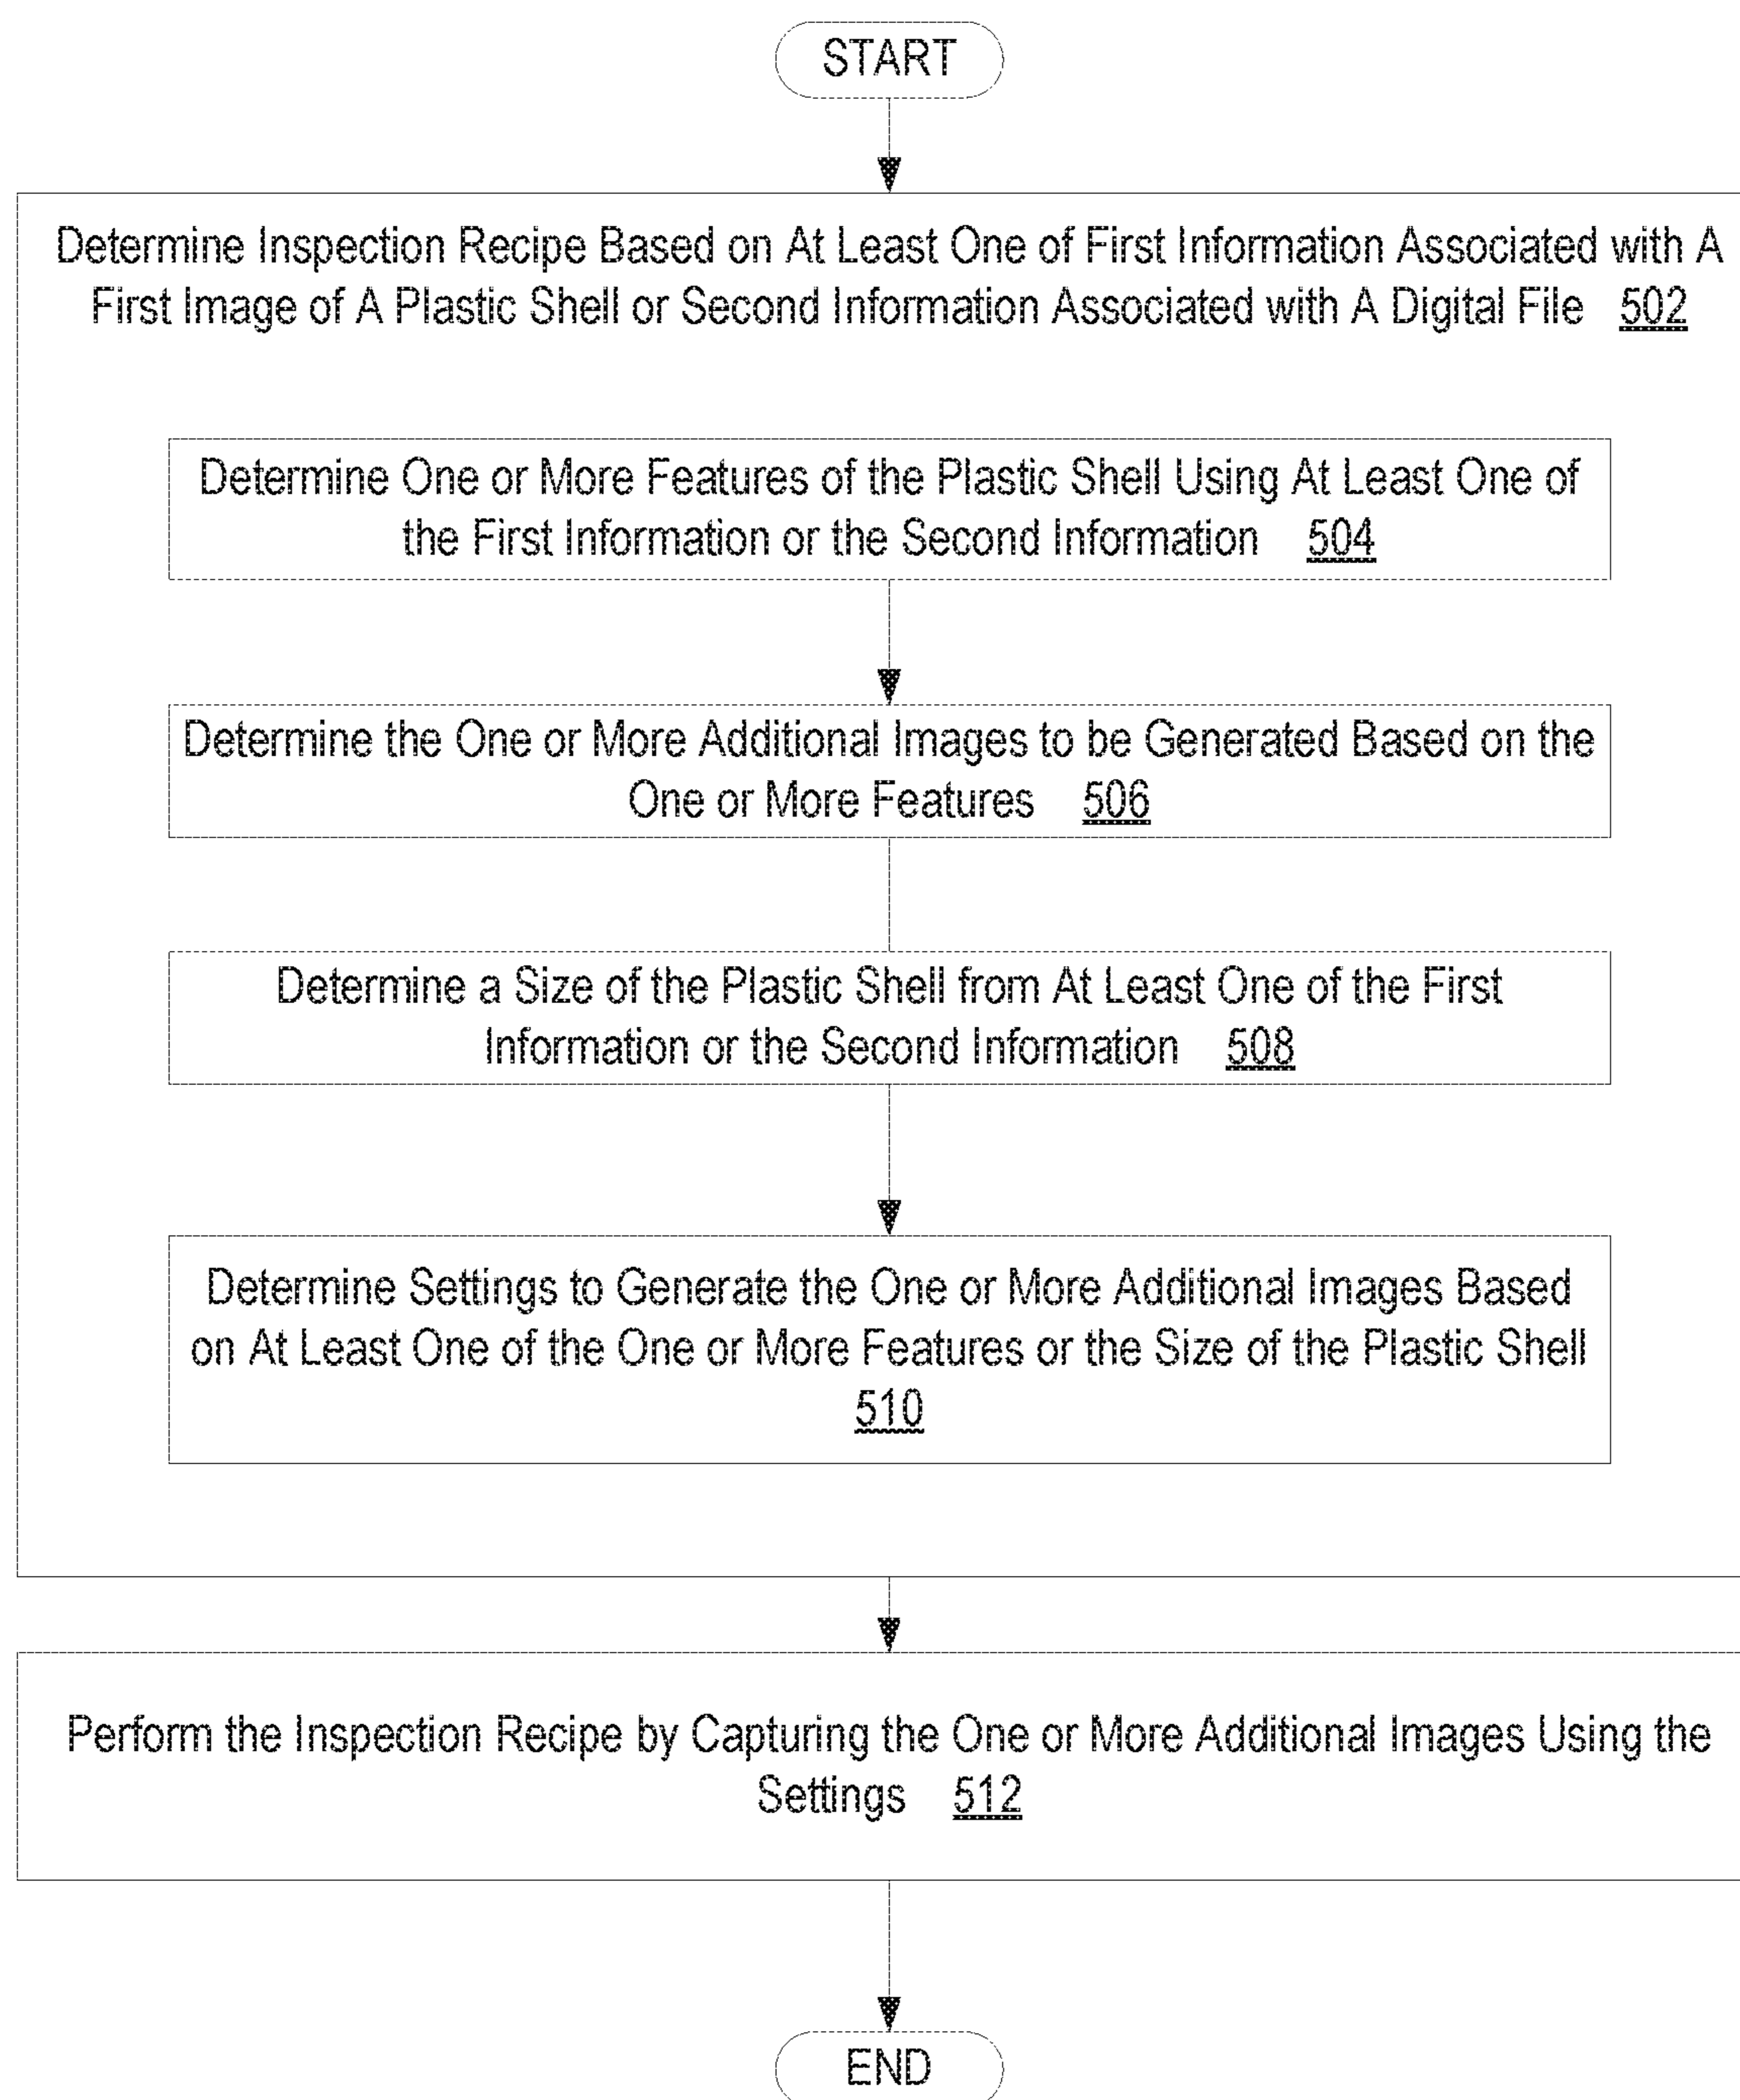 START
Determine Inspection Recipe Based on At Least One of First Information Associated with A
First Image of A Plastic Shell or Second Information Associated with A Digital File 502
Determine One or More Features of the Plastic Shell Using At Least One of
the First Information or the Second Information 504
Determine the One or More Additional Images to be Generated Based on the
One or More Features 506
Determine a Size of the Plastic Shell from At Least One of the First
Information or the Second Information 508
Determine Settings to Generate the One or More Additional Images Based
on At Least One of the One or More Features or the Size of the Plastic Shell
510
Perform the Inspection Recipe by Capturing the One or More Additional Images Using the
Settings 512
END